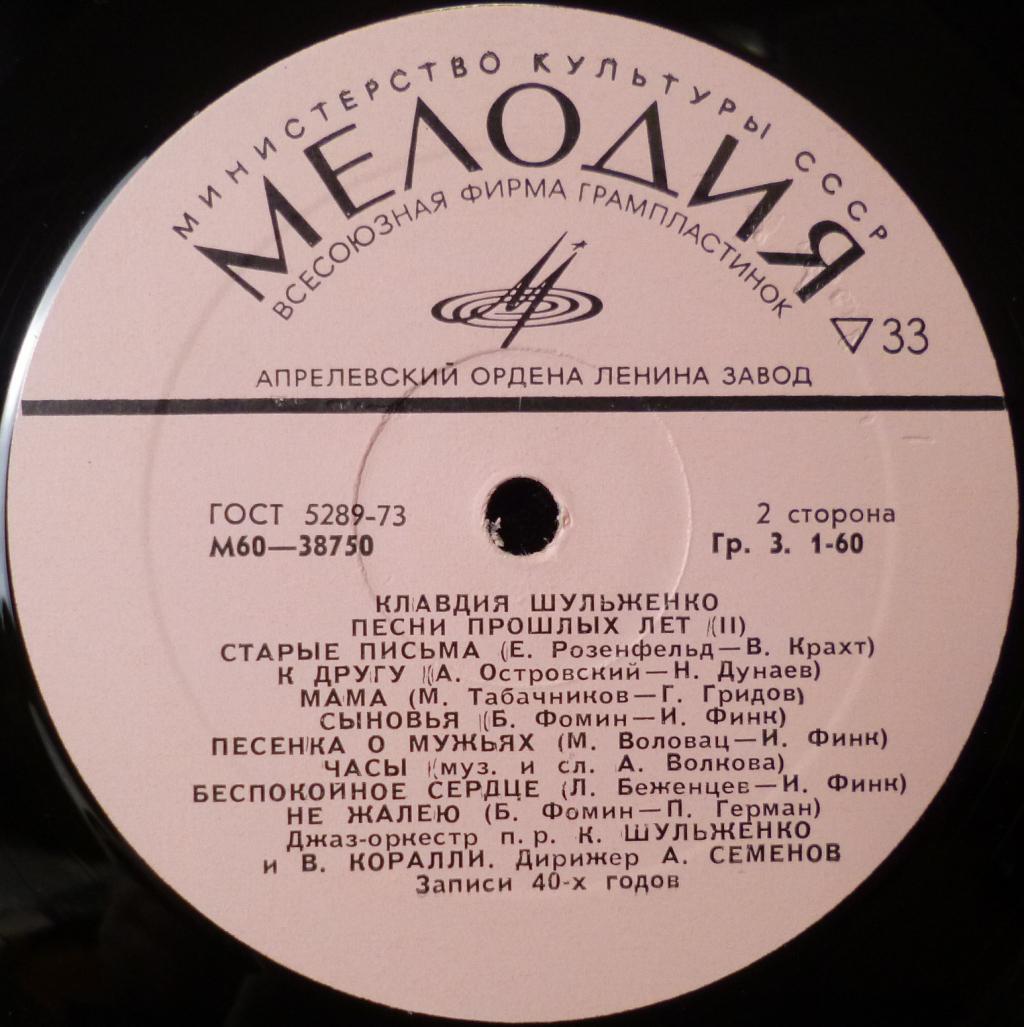 МИНИСТЕРСТВО КУЛЬТУРЫ СССР
МЕЛОДИЯ
ВСЕСОЮЗНАЯ ФИРМА ГРАМПЛАСТИНОК
33
АПРЕЛЕВСКИЙ ОРДЕНА ЛЕНИНА ЗАВОД
ГОСТ 5289-73
2 сторона
М60—38750
Гр. 3. 1-60
КЛАВДИЯ ШУЛЬЖЕНКО
ПЕСНИ ПРОШЛЫХ ЛЕТ (II)
СТАРЫЕ ПИСЬМА (Е. Розенфельд—В. Крахт)
К ДРУГУ (А. Островский—Н. Дунаев)
МАМА (М. Табачников—Г. Гридов)
СЫНОВЬЯ (Б. Фомин—И. Финк)
ПЕСЕНКА О МУЖЬЯХ (М. Воловац—И. Финк)
ЧАСЫ (муз. и сл. А. Волкова)
БЕСПОКОЙНОЕ СЕРДЦЕ (Л. Беженцев—И. Финк)
НЕ ЖАЛЕЮ (Б. Фомин—П. Герман)
Джаз-оркестр п. р. К. ШУЛЬЖЕНКО
и В. КОРАЛЛИ. Дирижер А. СЕМЕНОВ
Записи 40-х годов